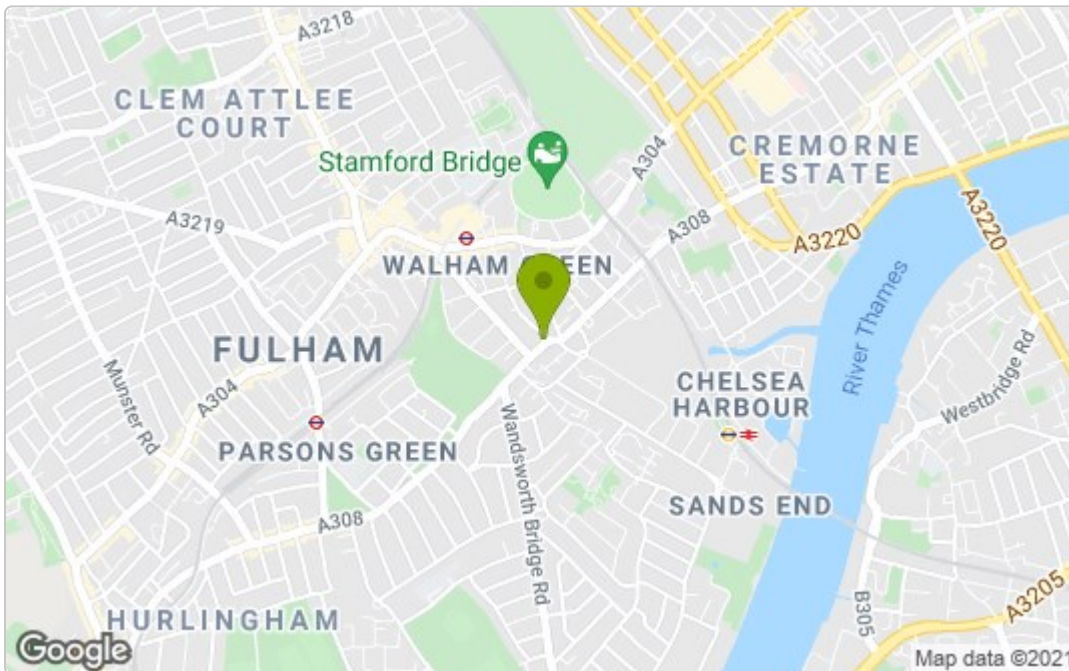 A3218
CLEM ATTLEE
COURT
Stamford Bridge
A304
CREMORNE
ESTATE
A3219
A308
A3220
A3220
WALHAM GREEN
River Thames
FULHAM
Munster Rd
A304
CHELSEA
HARBOUR
Westbridge Rd
PARSONS GREEN
Wandsworth Bridge Rd
SANDS END
A308
B305
A3205
HURLINGHAM
Google
Map data ©2021